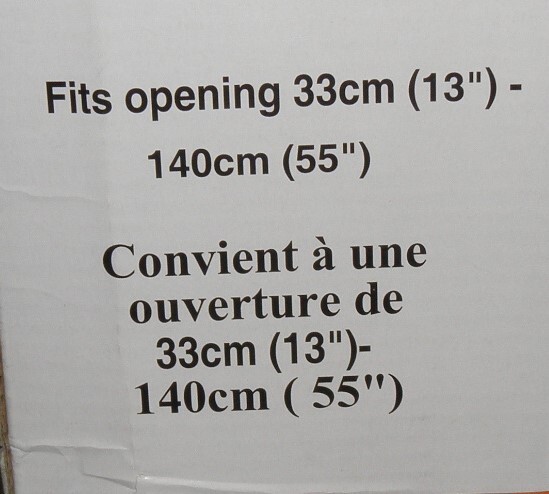 Fits opening 33cm (13") -
140cm (55")
Convient à une
ouverture de
33cm (13")-
140cm ( 55")